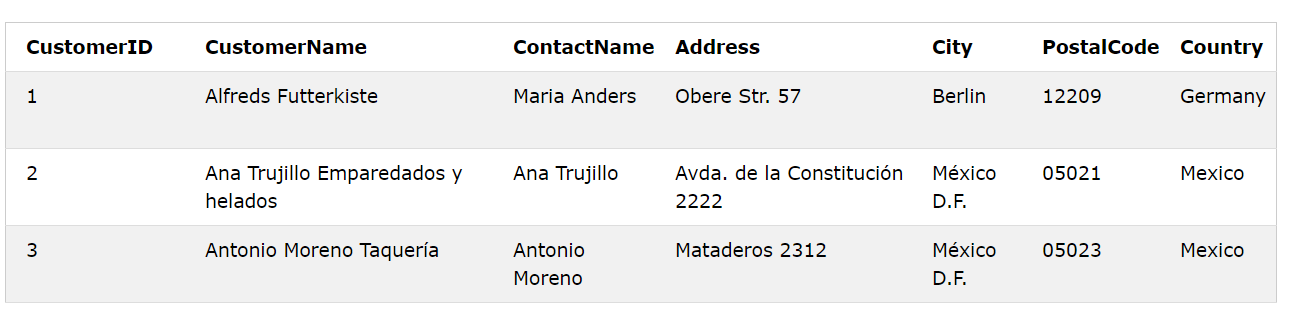 CustomerID CustomerName ContactName Address City PostalCode Country
1 Alfreds Futterkiste Maria Anders Obere Str. 57 Berlin 12209 Germany
2 Ana Trujillo Emparedados y Ana Trujillo Avda. de la Constitución México 05021 Mexico
helados 2222 D.F.
3 Antonio Moreno Taquería Antonio Mataderos 2312 México 05023 Mexico
Moreno D.F.